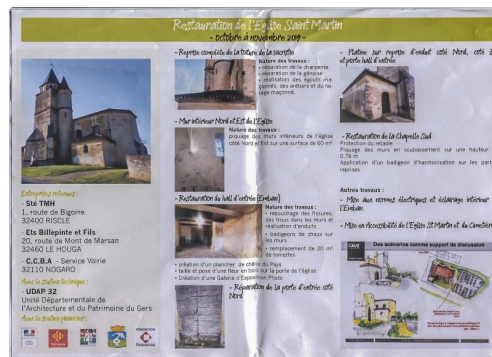 Restauration de l'Eglise Saint Martin
- octobre à novembre 2019 -
Entreprises retenues :
- Sté TMH
1, route de Bigorre
32400 RISCLE
- Ets Billepinte et Fils
20, route de Mont de Marsan
32460 LE HOUGA
- C.C.B.A - Service Voirie
32110 NOGARO
Avec le soutien technique :
- UDAP 32
Unité Départementale de
l'Architecture et du Patrimoine du Gers
Avec le soutien financier :
- Reprise complète de la toiture de la sacristie
Nature des travaux :
• réparation de la charpente
• réparation de la génoise
• réalisation des égouts ma-
çonnés, des arêtiers et du faî-
tage maçonné.
- Mur intérieur Nord et Est de l'Eglise
Nature des travaux :
piquage des murs intérieurs de l'église
côté Nord et Est sur une surface de 60 m²
- Restauration du hall d'entrée (Emban)
Nature des travaux :
• rebouchage des fissures,
des trous dans les murs et
réalisation d'enduits
• badigeons de chaux sur
les murs
• remplacement de 20 m²
de tomettes
• création d'un plancher de chêne du Pays
• taille et pose d'une fleur en bois sur la porte de l'église
• Création d'une Galerie d'Exposition Photo
- Réparation de la porte d'entrée coté
Nord
- Platine sur reprise d'enduit coté Nord, coté
et porte hall d'entrée
- Restauration de la Chapelle Sud
Protection du retable
Piquage des murs en soubassement sur une hauteur
0.76 m
Application d'un badigeon d'harmonisation sur les
reprises
Autres travaux :
- Mise aux normes électriques et éclairage intérieur
l'Emban
- Mise en Accessibilité de l'Eglise St Martin et du
CAUE
Des scénarios comme support de discussion